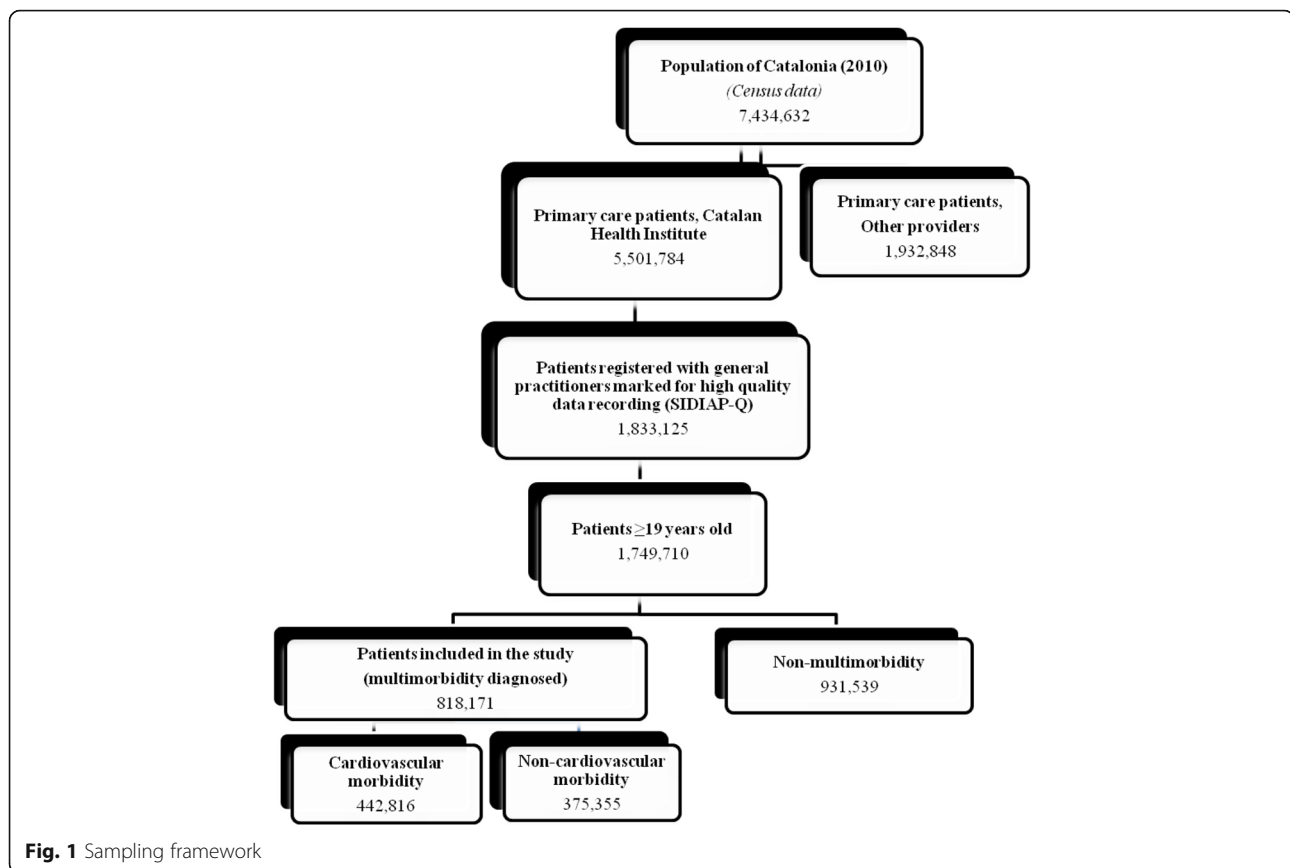 Population of Catalonia (2010)
(Census data)
7,434,632
Primary care patients, Catalan
Health Institute
5,501,784
Primary care patients,
Other providers
1,932,848
Patients registered with general
practitioners marked for high quality
data recording (SIDIAP-Q)
1,833,125
Patients ≥19 years old
1,749,710
Patients included in the study
(multimorbidity diagnosed)
818,171
Non-multimorbidity
931,539
Cardiovascular
morbidity
442,816
Non-cardiovascular
morbidity
375,355
Fig. 1 Sampling framework